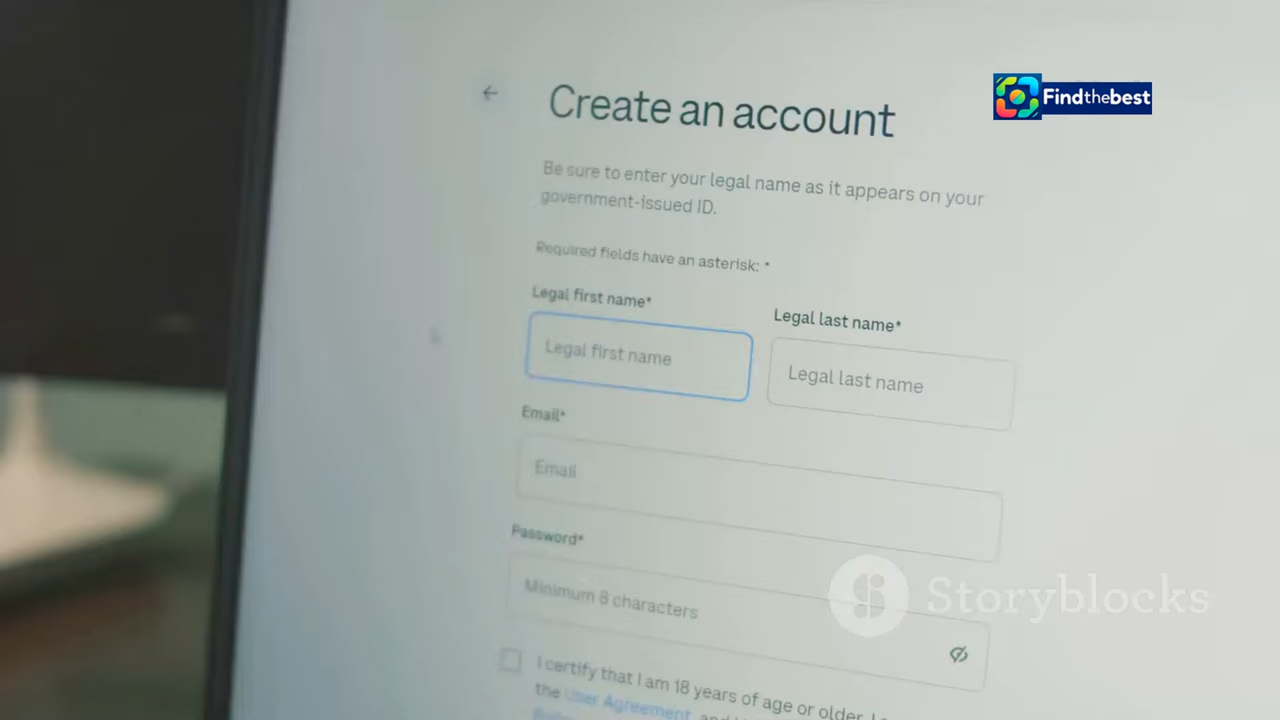 Findthebest
Create an account
Be sure to enter your legal name as it appears on your
government-issued ID.
Required fields have an asterisk: *
Legal first name*
Legal last name*
Legal first name
Legal last name
Email*
Email
Password*
Minimum 8 characters
Storyblocks
I certify that I am 18 years of age or older, I
the User Agreement, and